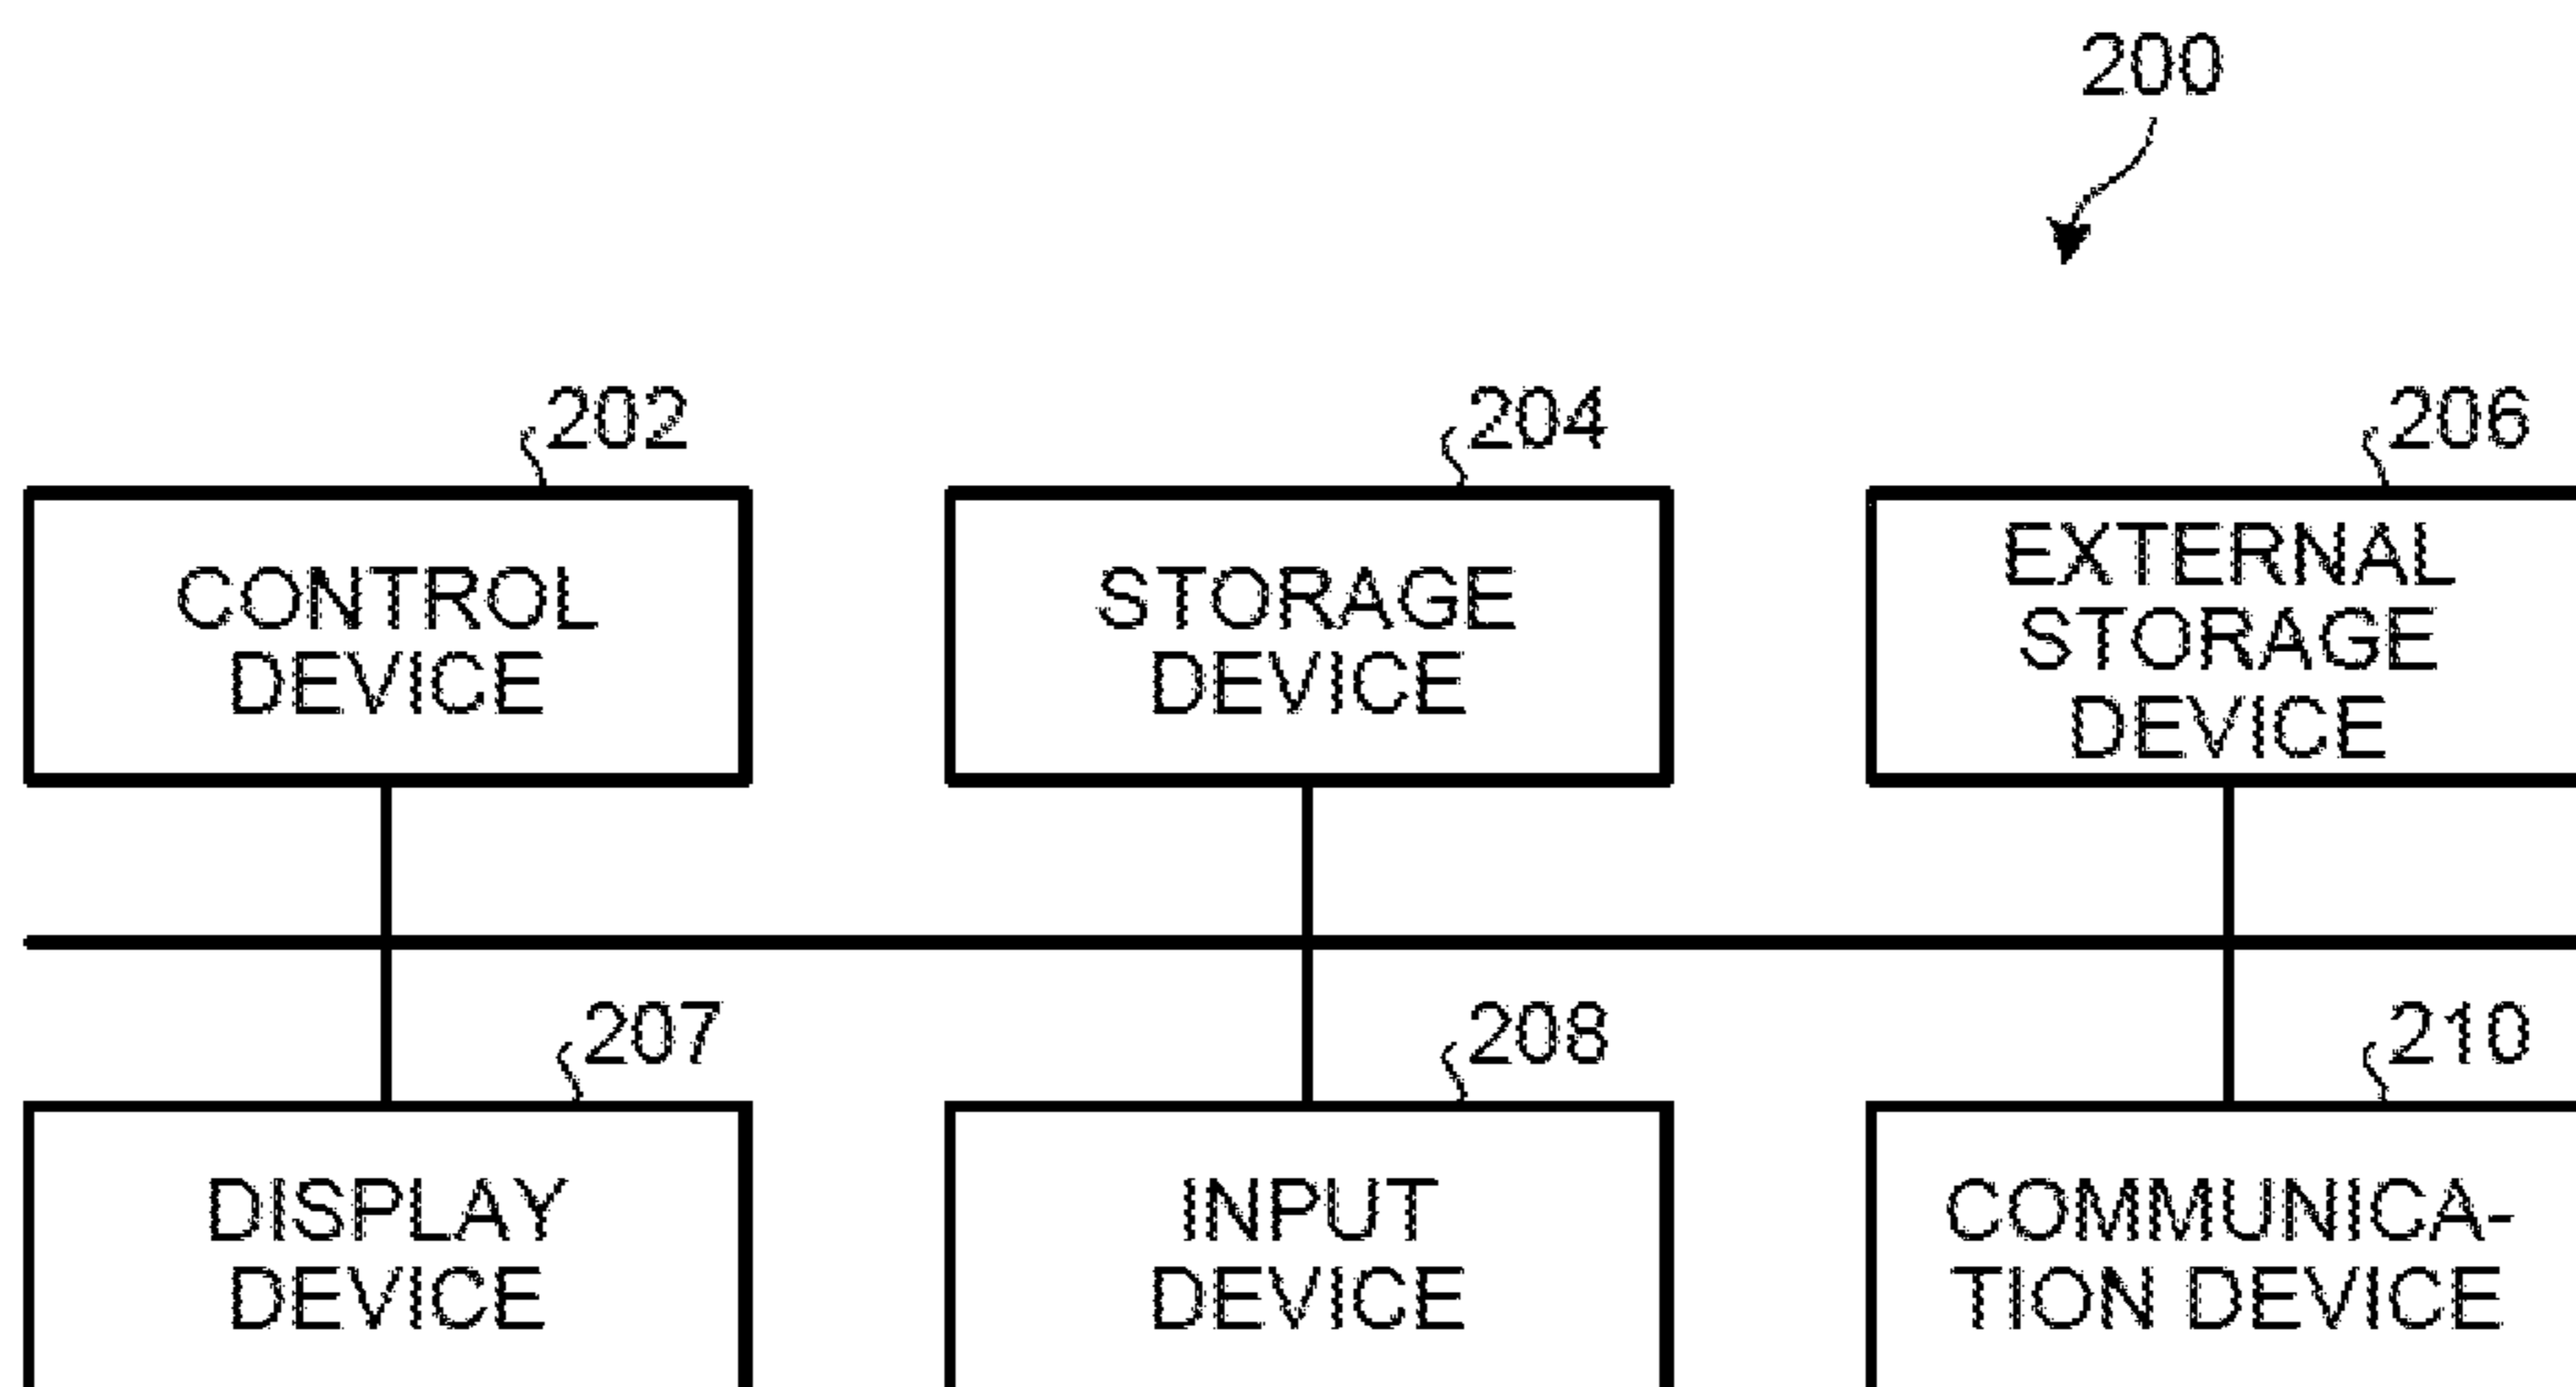 200
202
204
206
CONTROL
DEVICE
STORAGE
DEVICE
EXTERNAL
STORAGE
DEVICE
207
208
210
DISPLAY
DEVICE
INPUT
DEVICE
COMMUNICA-
TION DEVICE